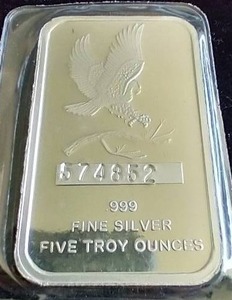 574852
999
FINE SILVER
FIVE TROY OUNCES